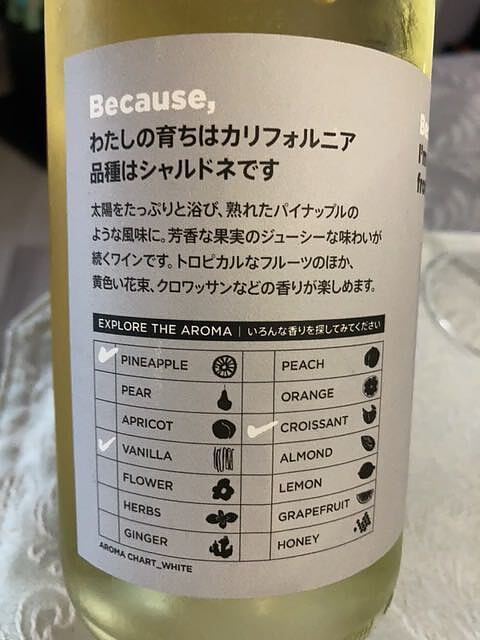 Because,
わたしの育ちはカリフォルニア
品種はシャルドネです
太陽をたっぷりと浴び、熟れたパイナップルの
ような風味に。芳香な果実のジューシーな味わいが
続くワインです。トロピカルなフルーツのほか、
黄色い花束、クロワッサンなどの香りが楽しめます。
EXPLORE THE AROMA | いろんな香りを探してみてください
PINEAPPLE
PEACH
PEAR
ORANGE
APRICOT
CROISSANT
VANILLA
ALMOND
FLOWER
LEMON
HERBS
GRAPEFRUIT
GINGER
HONEY
AROMA CHART_WHITE